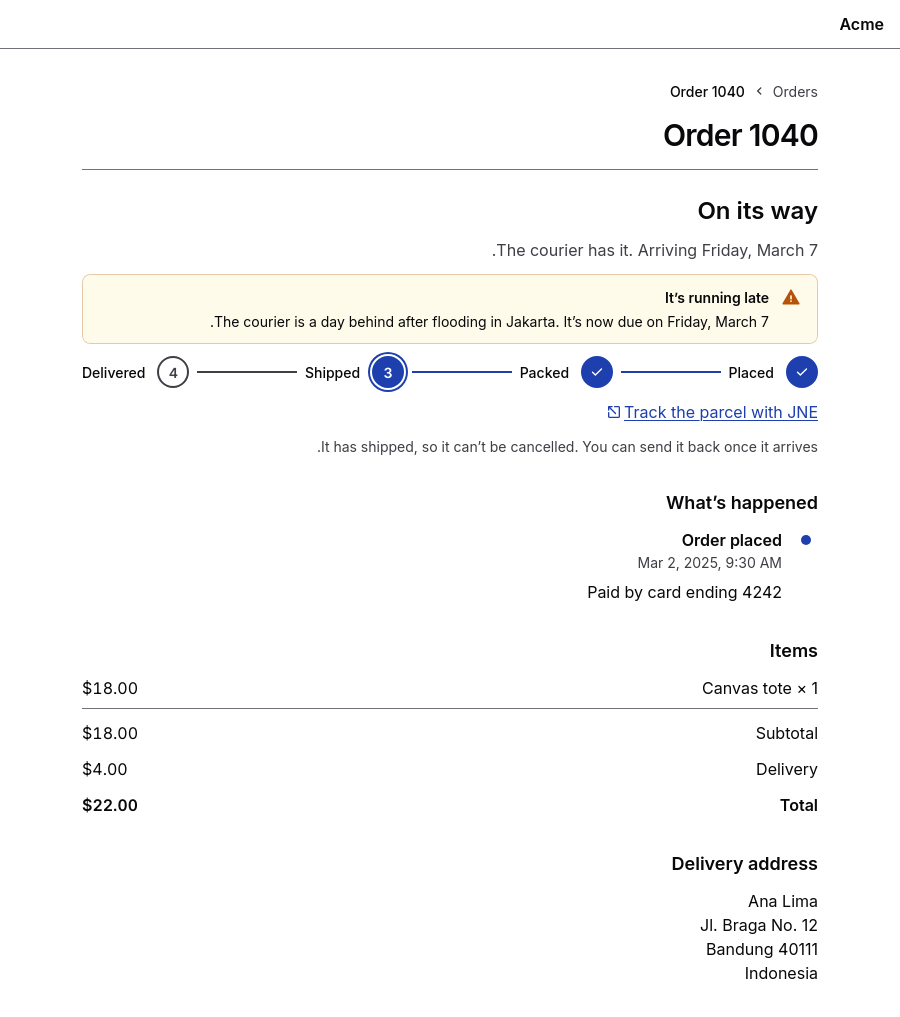 Acme
Orders
Order 1040
Order 1040
On its way
The courier has it. Arriving Friday, March 7.
It’s running late
The courier is a day behind after flooding in Jakarta. It’s now due on Friday, March 7.
Placed
Packed
3 Shipped
4 Delivered
Track the parcel with JNE
It has shipped, so it can’t be cancelled. You can send it back once it arrives.
What’s happened
Order placed
Mar 2, 2025, 9:30 AM
Paid by card ending 4242
Items
Canvas tote × 1 $18.00
Subtotal $18.00
Delivery $4.00
Total $22.00
Delivery address
Ana Lima
Jl. Braga No. 12
Bandung 40111
Indonesia